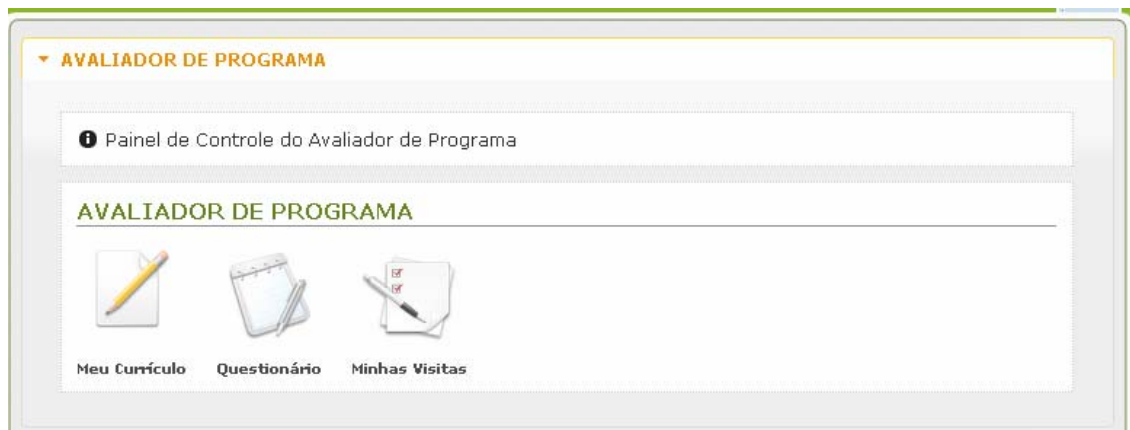 AVALIADOR DE PROGRAMA
Painel de Controle do Avaliador de Programa
AVALIADOR DE PROGRAMA
Meu Currículo Questionário Minhas Visitas